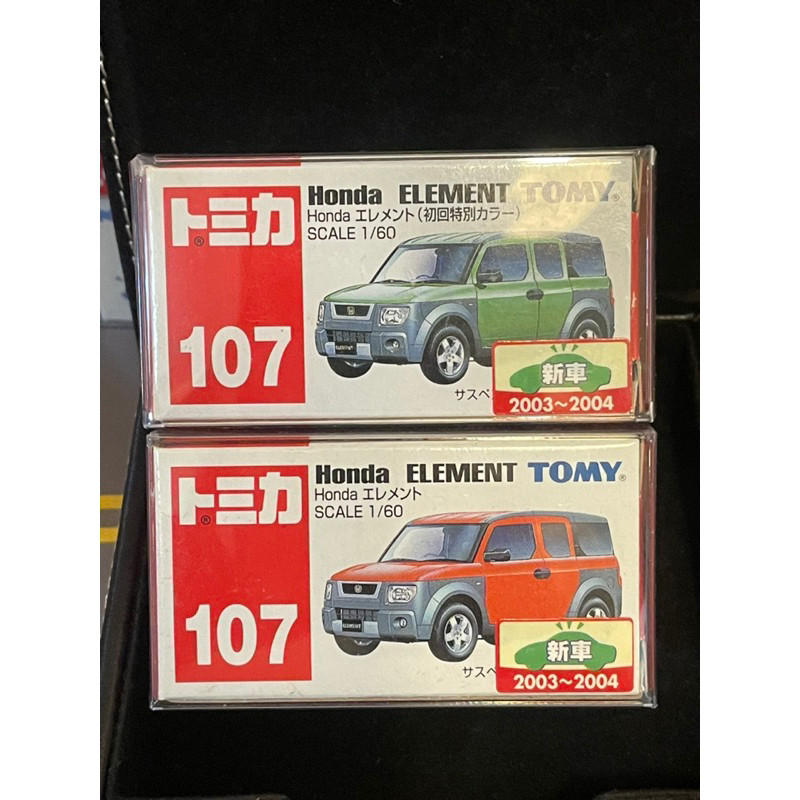 トミカ®
107
Honda ELEMENT TOMY®
Honda エレメント(初回特別カラー)
SCALE 1/60
ELEMENT
サスペ
新車
2003~2004
トミカ®
107
Honda ELEMENT TOMY®
Honda エレメント
SCALE 1/60
ELEMENT
サスペ
新車
2003~2004